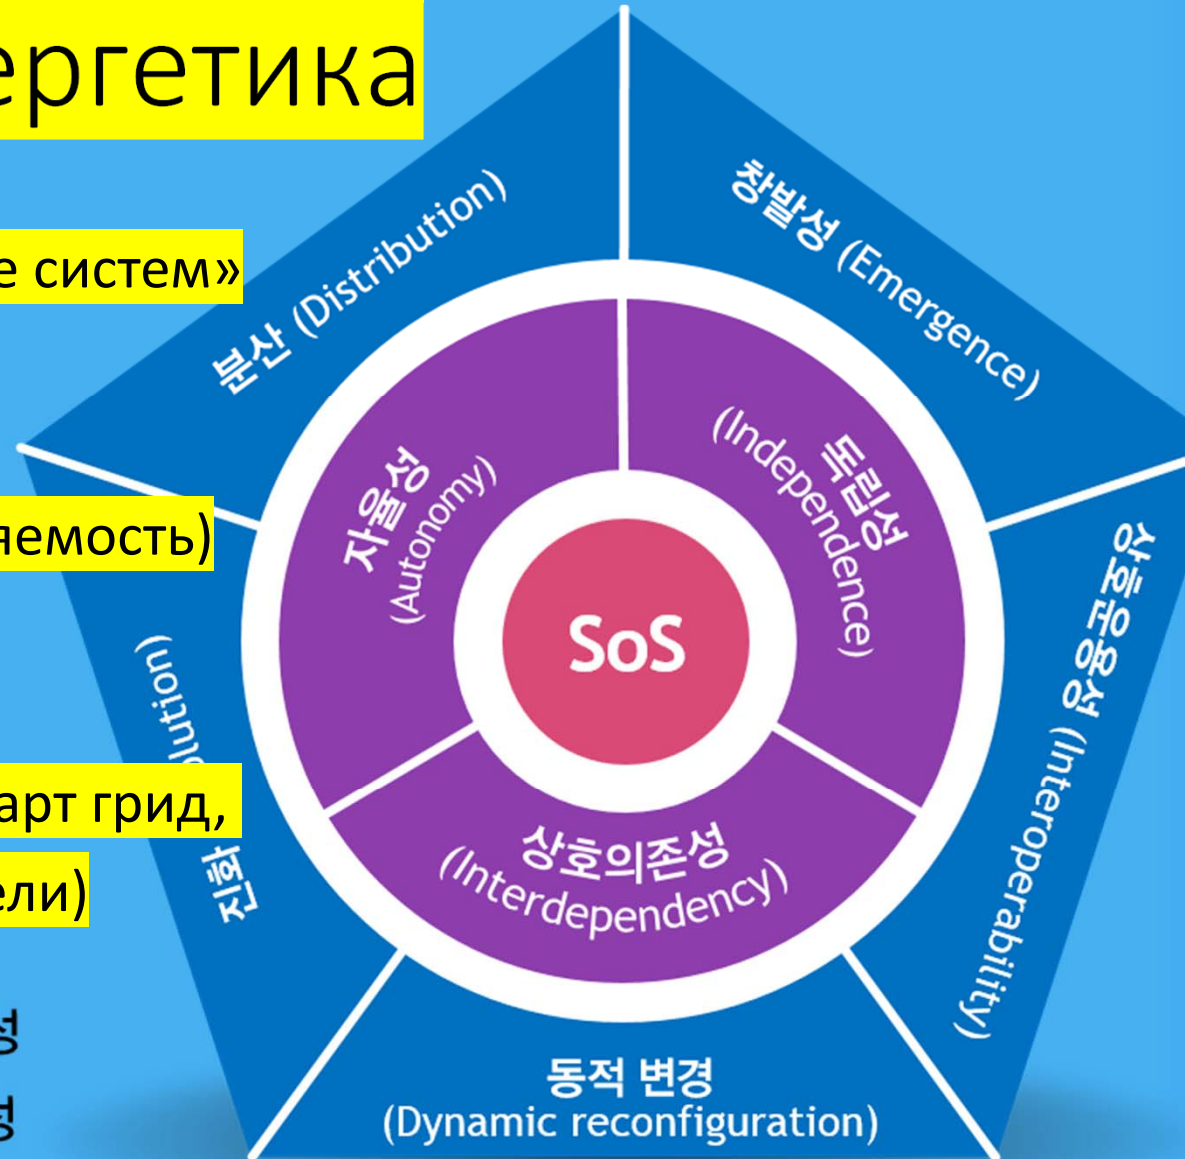 ергетика
е систем»
яемость)
арт грид,
ели)
분산 (Distribution)
창발성 (Emergence)
자율성
(Autonomy)
독립성
(Independence)
SoS
상호의존성
(Interdependency)
상호운용성 (Interoperability)
진화 olution)
동적 변경
(Dynamic reconfiguration)
성